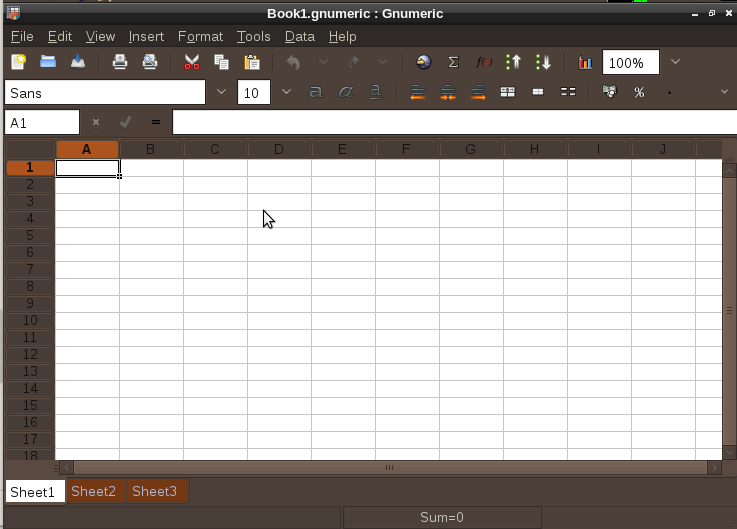 Book1.gnumeric : Gnumeric
File Edit View Insert Format Tools Data Help
Σ f(x) 100%
Sans 10 a a a %
A1 =
A B C D E F G H I J
1
2
3
4
5
6
7
8
9
10
11
12
13
14
15
16
17
18
Sheet1 Sheet2 Sheet3
Sum=0